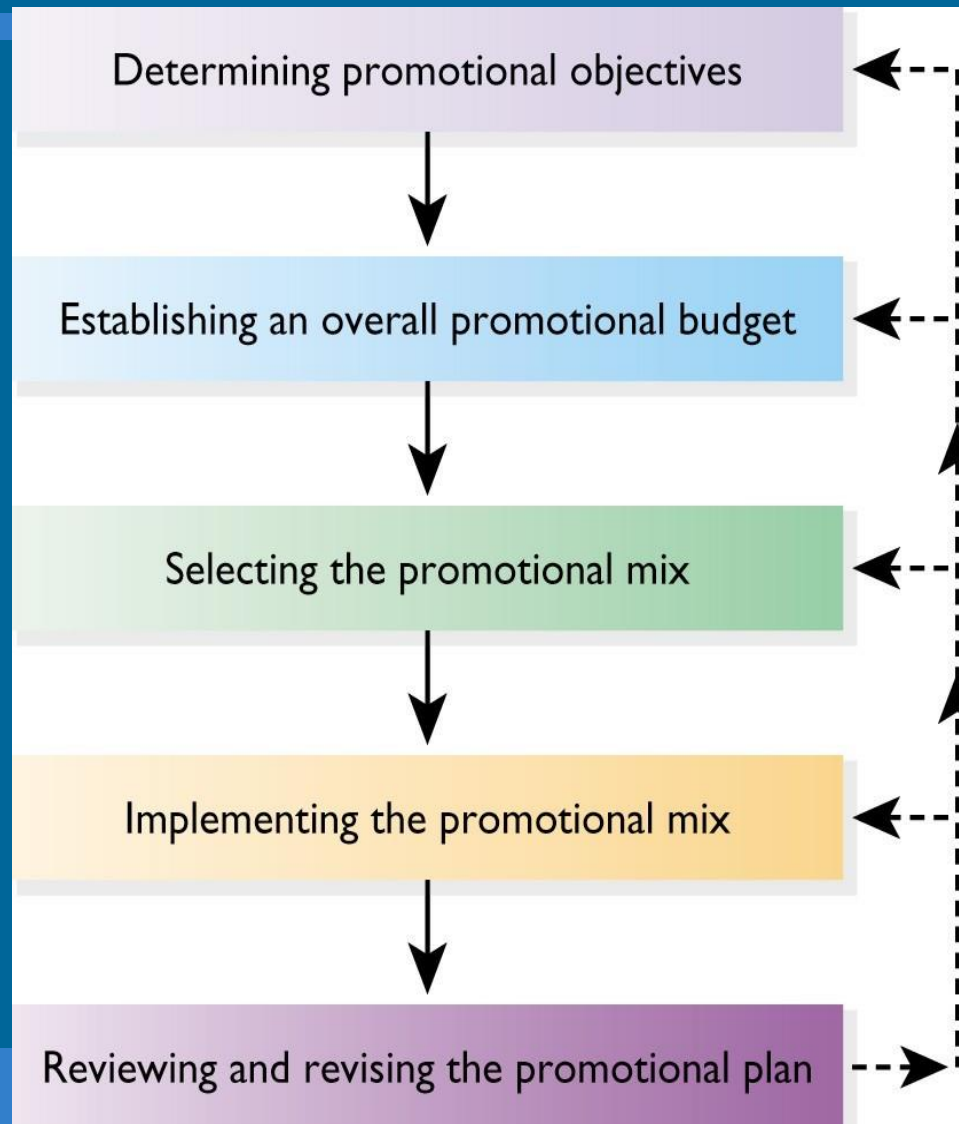 Determining promotional objectives
Establishing an overall promotional budget
Selecting the promotional mix
Implementing the promotional mix
Reviewing and revising the promotional plan